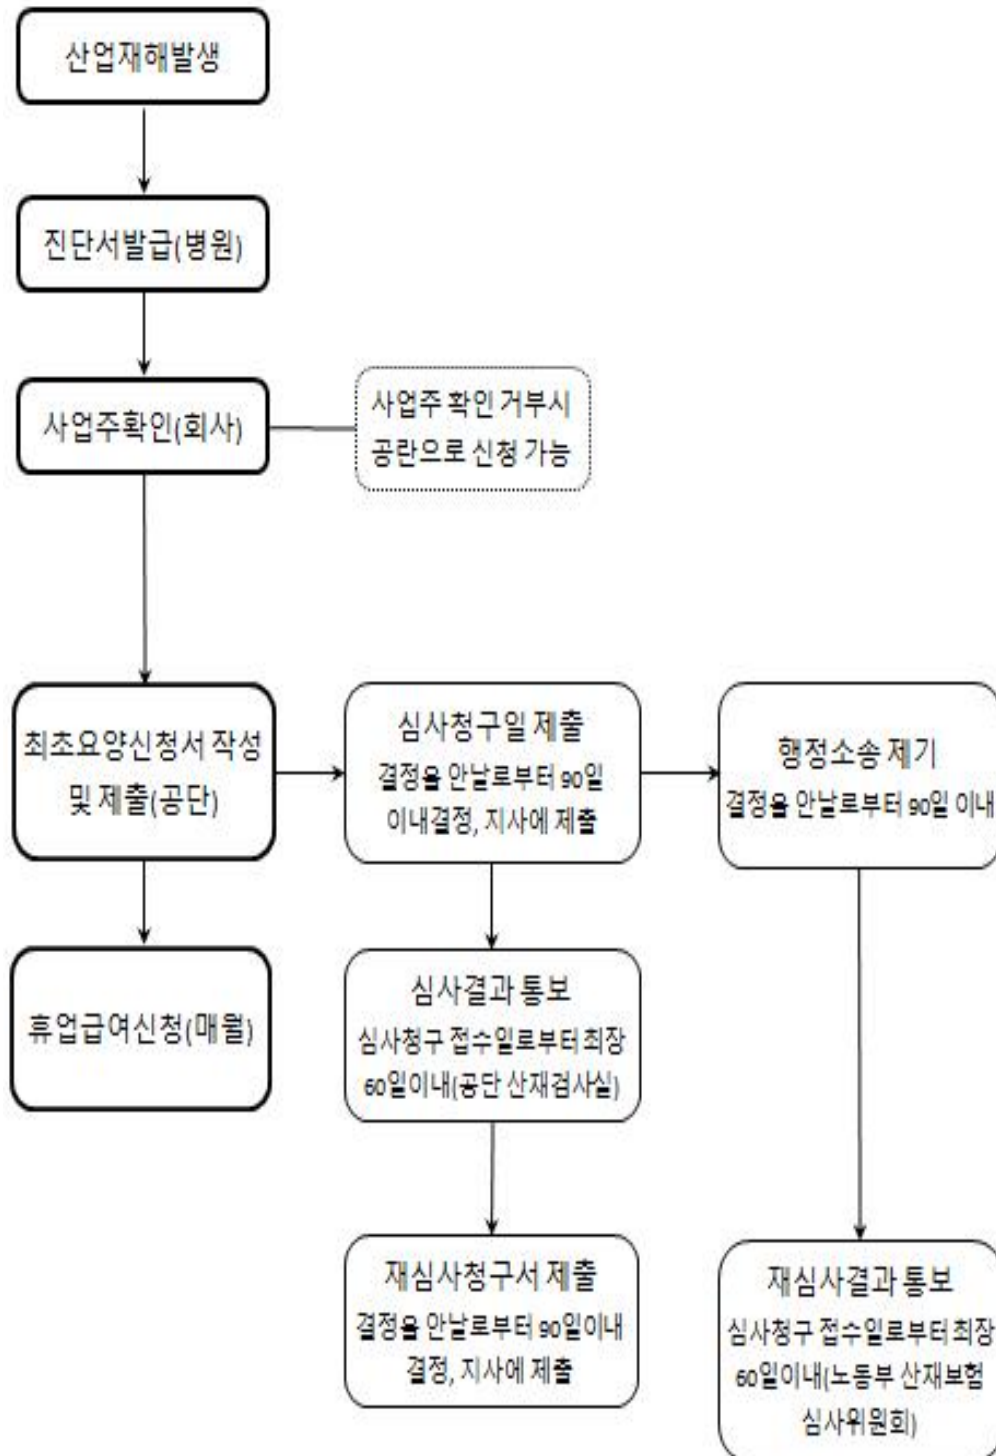 산업재해발생
진단서발급(병원)
사업주확인(회사)
사업주 확인 거부시
공란으로 신청 가능
최초요양신청서 작성
및 제출(공단)
심사청구일 제출
결정을 안날로부터 90일
이내결정, 지사에 제출
행정소송 제기
결정을 안날로부터 90일 이내
휴업급여신청(매월)
심사결과 통보
심사청구 접수일로부터 최장
60일이내(공단 산재검사실)
재심사청구서 제출
결정을 안날로부터 90일이내
결정, 지사에 제출
재심사결과 통보
심사청구 접수일로부터 최장
60일이내(노동부 산재보험
심사위원회)